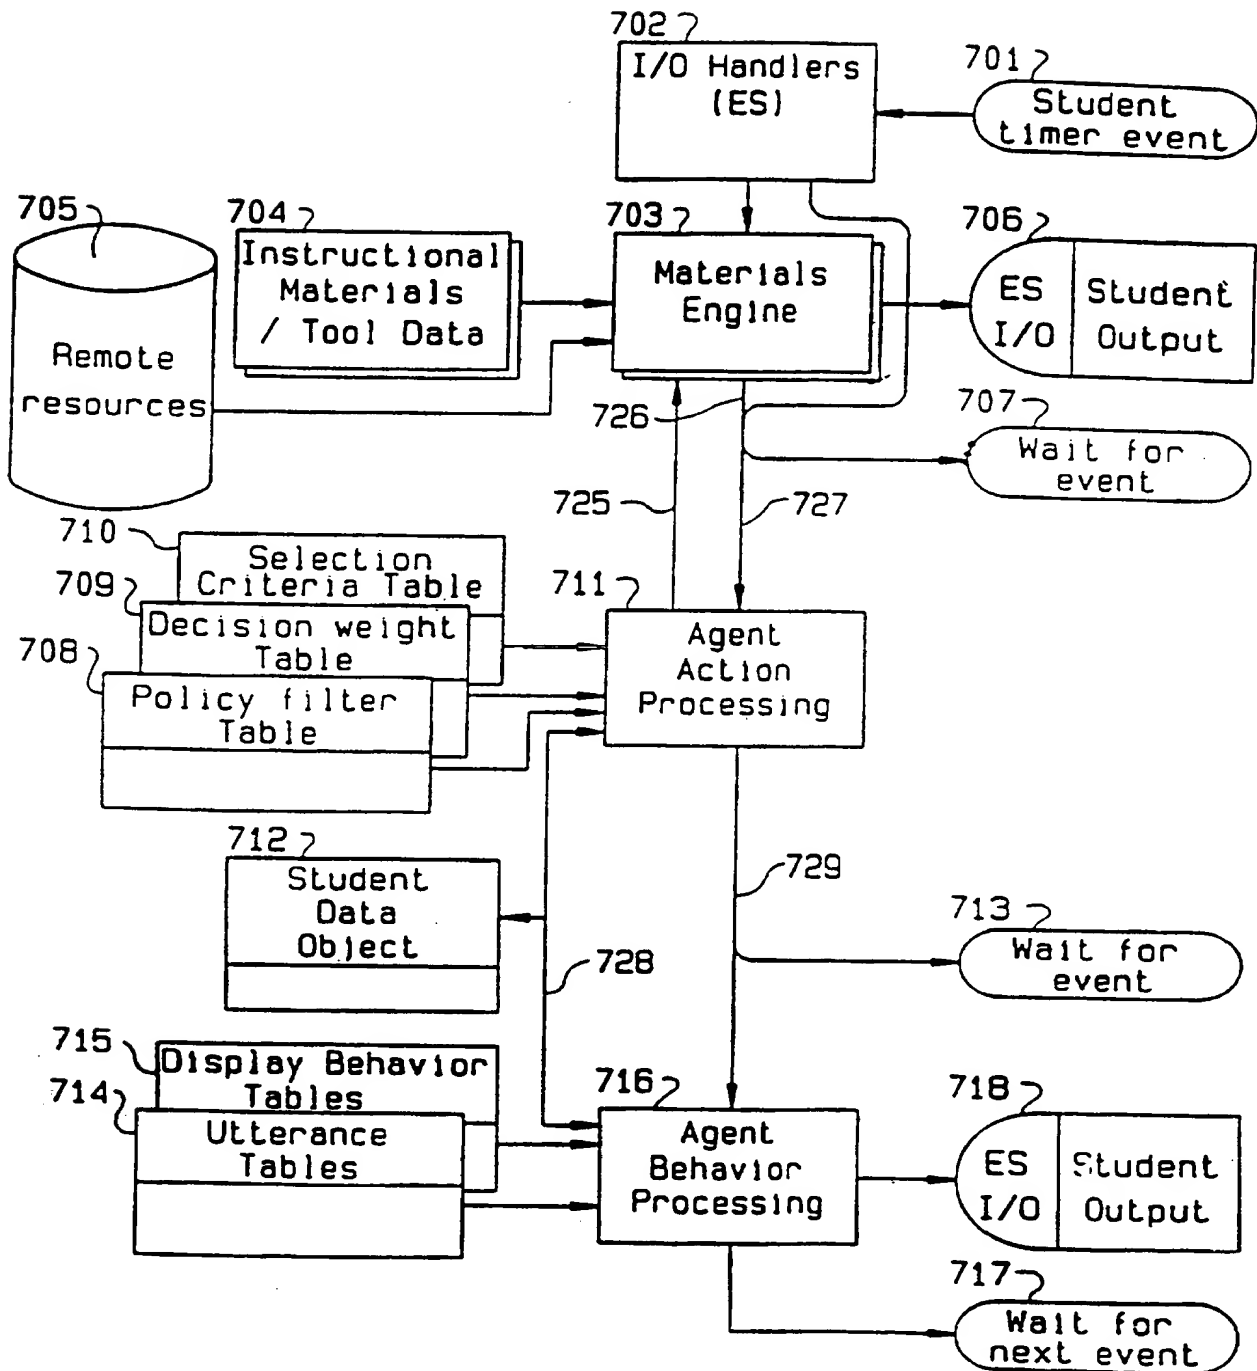 702
I/O Handlers
(ES)
701
Student
timer event
705
Remote
resources
704
Instructional
Materials
/ Tool Data
703
Materials
Engine
706
ES
I/O
Student
Output
726
707
Wait for
event
725
727
710
Selection
Criteria Table
709
Decision weight
Table
708
Policy filter
Table
711
Agent
Action
Processing
712
Student
Data
Object
729
728
713
Wait for
event
715
Display Behavior
Tables
714
Utterance
Tables
716
Agent
Behavior
Processing
718
ES
I/O
Student
Output
717
Wait for
next event